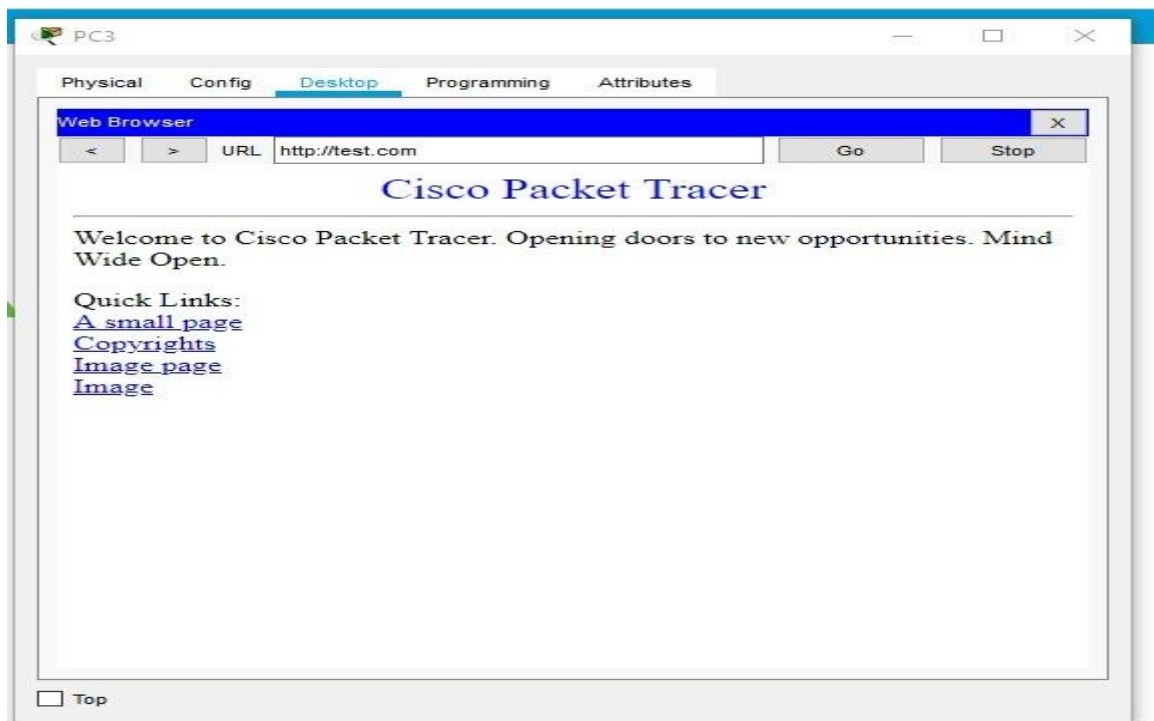 PC3
Physical Config Desktop Programming Attributes
Web Browser X
< > URL http://test.com Go Stop
Cisco Packet Tracer
Welcome to Cisco Packet Tracer. Opening doors to new opportunities. Mind
Wide Open.
Quick Links:
A small page
Copyrights
Image page
Image
Top